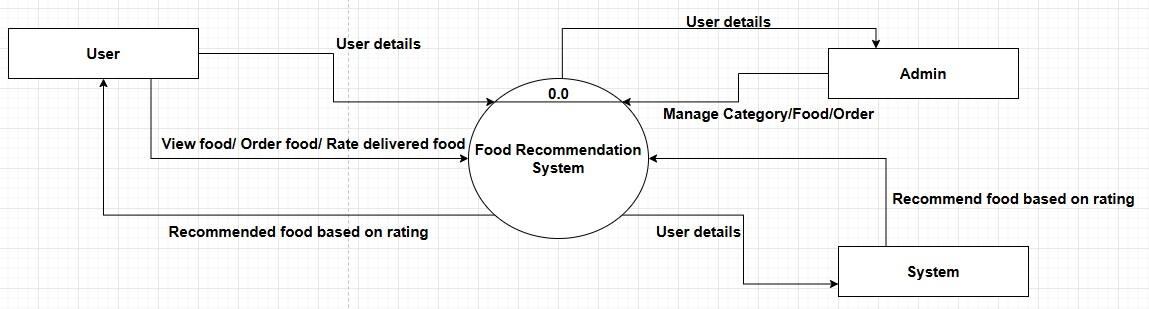 User details
User
User details
Admin
0.0
Manage Category/Food/Order
View food/ Order food/ Rate delivered food
Food Recommendation
System
Recommend food based on rating
Recommended food based on rating
User details
System